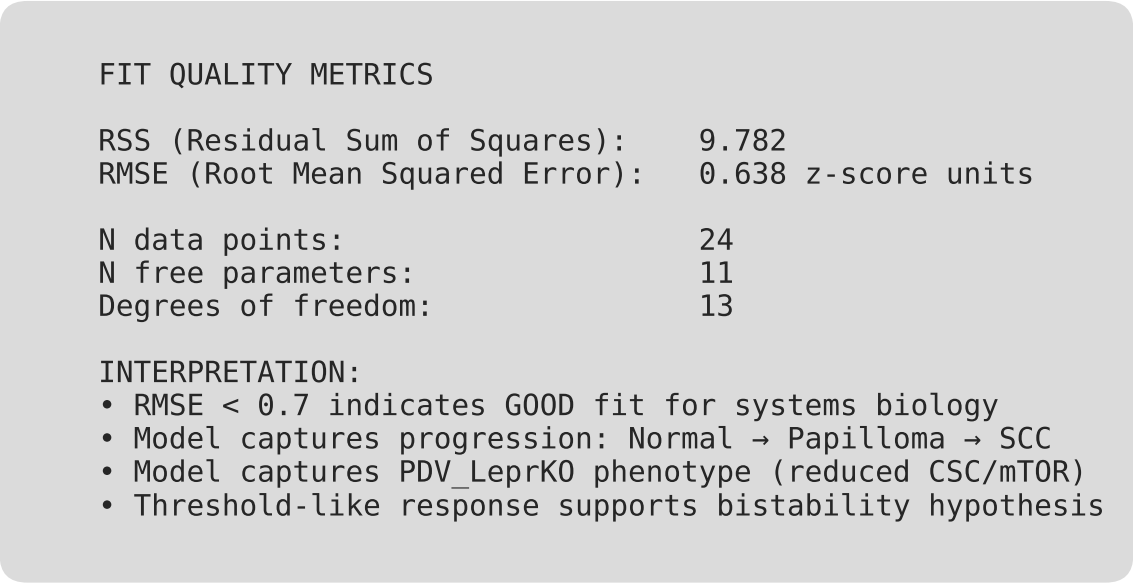 FIT QUALITY METRICS
RSS (Residual Sum of Squares): 9.782
RMSE (Root Mean Squared Error): 0.638 z-score units
N data points: 24
N free parameters: 11
Degrees of freedom: 13
INTERPRETATION:
• RMSE < 0.7 indicates GOOD fit for systems biology
• Model captures progression: Normal → Papilloma → SCC
• Model captures PDV_LeprKO phenotype (reduced CSC/mTOR)
• Threshold-like response supports bistability hypothesis